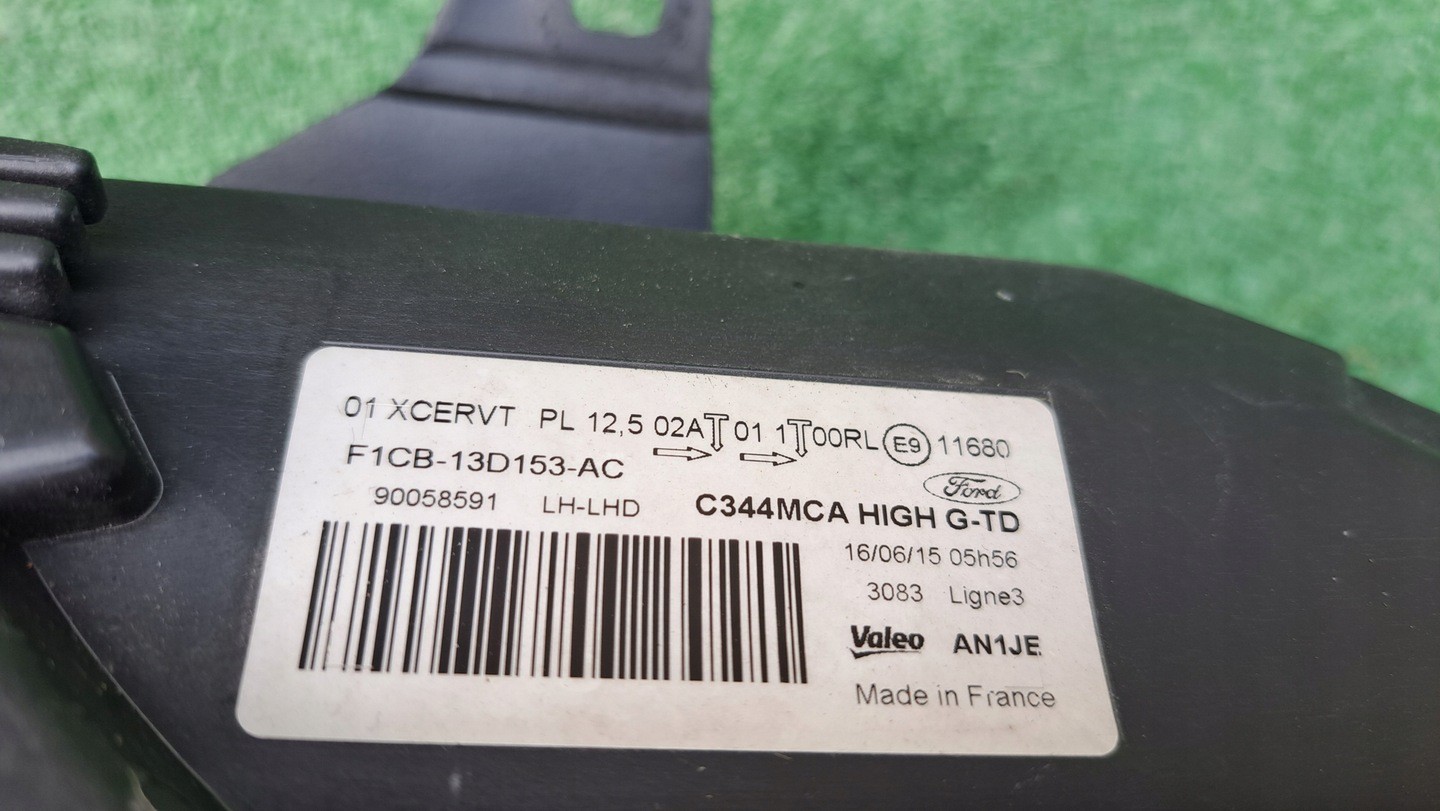 01 XCERVT PL 12,5 02A 01 1 00RL E9 11680
F1CB-13D153-AC
Ford
90058591 LH-LHD C344MCA HIGH G-TD
16/06/15 05h56
3083 Ligne3
Valeo AN1JE
Made in France